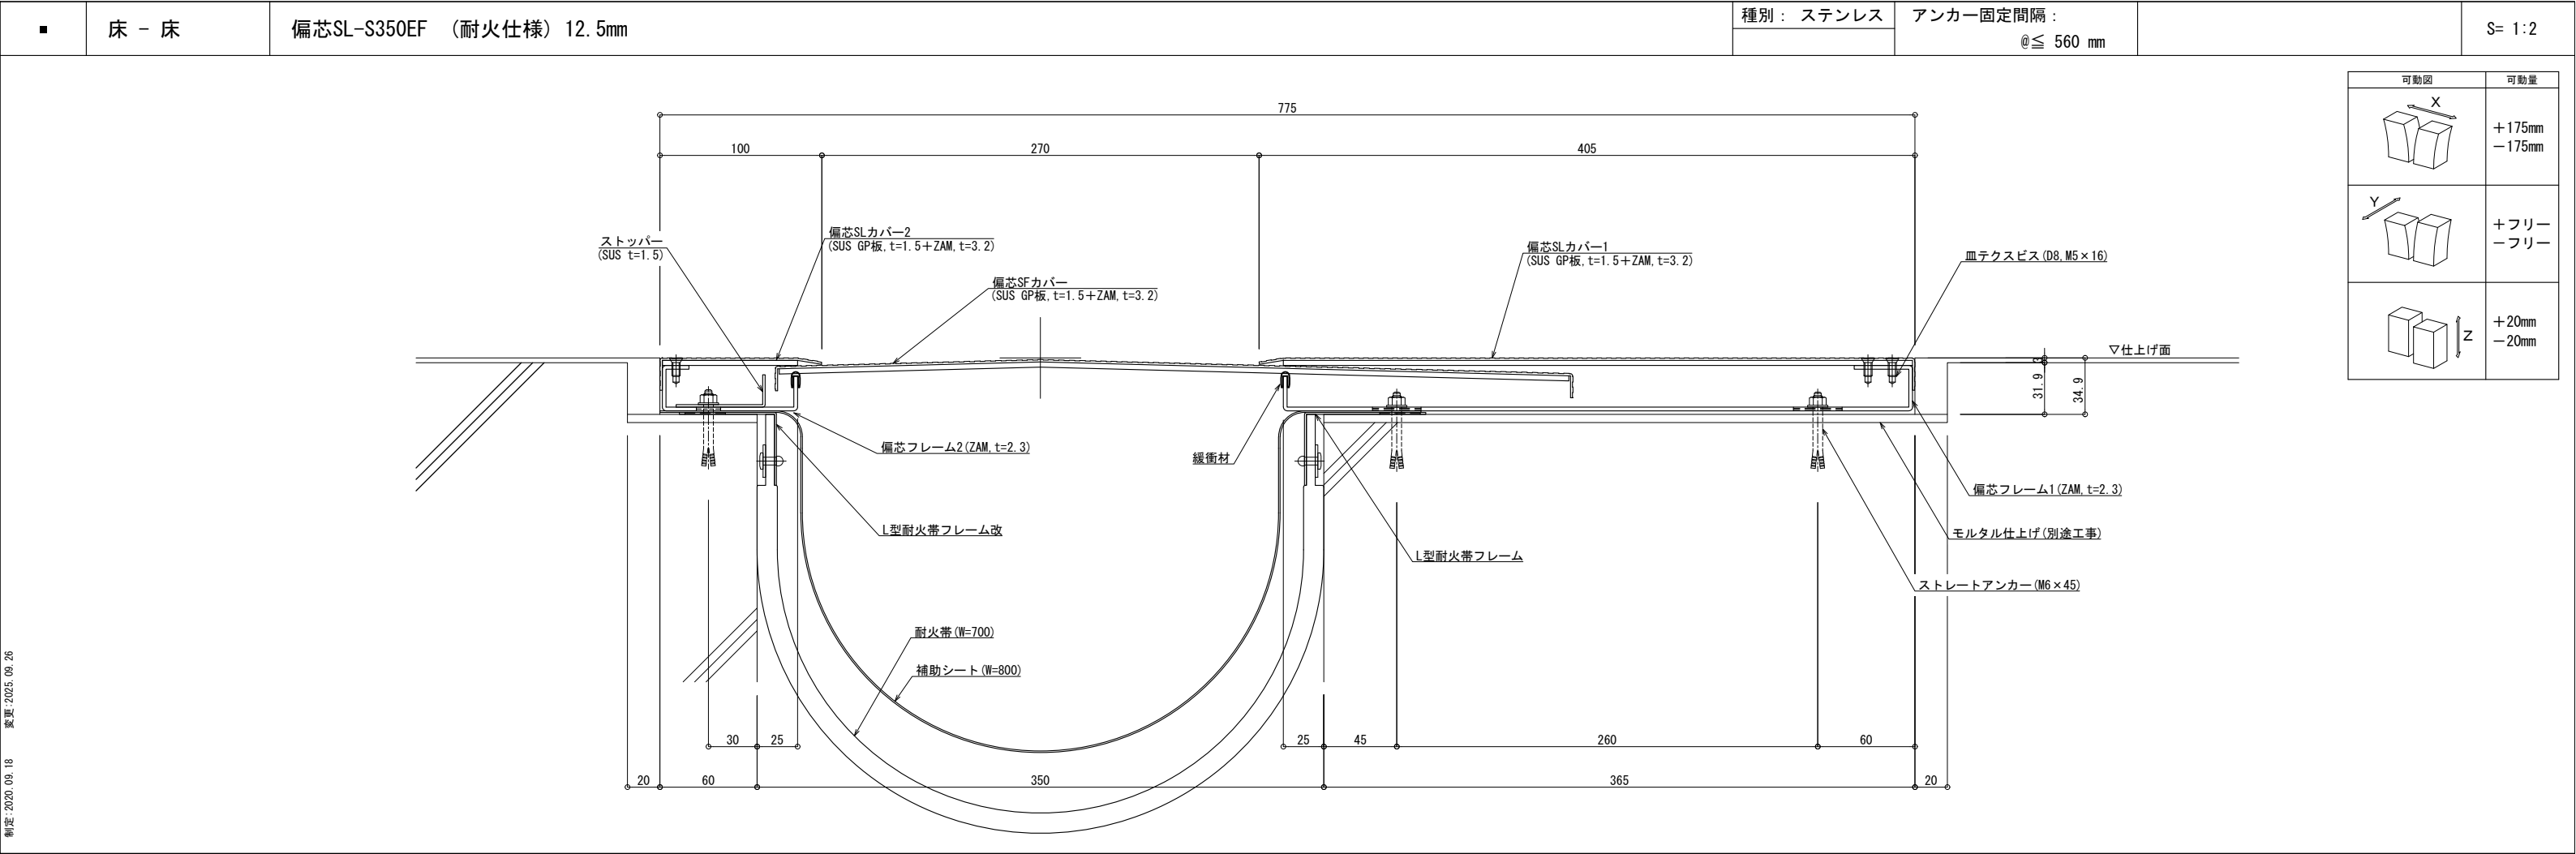 ■
床 − 床
偏芯SL-S350EF （耐火仕様）12.5mm
種別： ステンレス
アンカー固定間隔：
@≦ 560 mm
S= 1:2
可動図
可動量
X
＋175mm
−175mm
Y
＋フリー
−フリー
Z
＋20mm
−20mm
775
100
270
405
ストッパー
(SUS t=1.5)
偏芯SLカバー2
(SUS GP板,t=1.5＋ZAM,t=3.2)
偏芯SFカバー
(SUS GP板,t=1.5＋ZAM,t=3.2)
偏芯SLカバー1
(SUS GP板,t=1.5＋ZAM,t=3.2)
皿テクスビス(D8,M5×16)
▽仕上げ面
3
31.9
34.9
偏芯フレーム2(ZAM,t=2.3)
緩衝材
偏芯フレーム1(ZAM,t=2.3)
L型耐火帯フレーム改
L型耐火帯フレーム
モルタル仕上げ(別途工事)
ストレートアンカー(M6×45)
耐火帯(W=700)
補助シート(W=800)
30
25
25
45
260
60
20
60
350
365
20
制定:2020.09.18 変更:2025.09.26